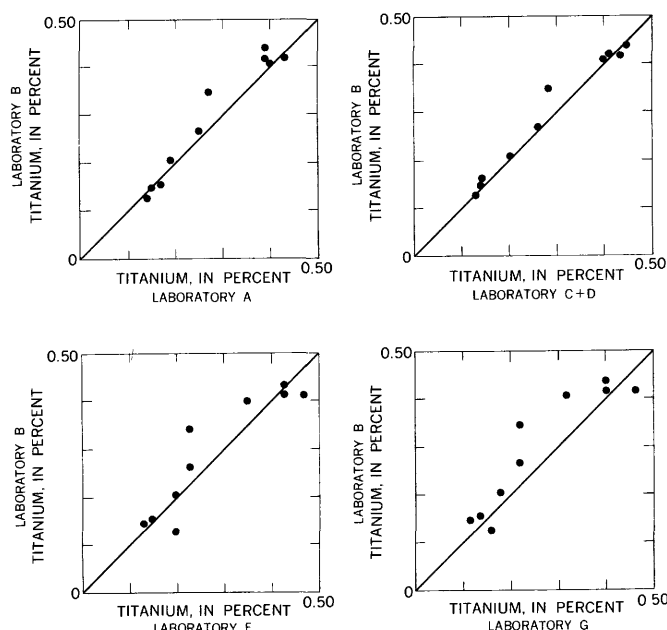 0.50
LABORATORY B
TITANIUM, IN PERCENT
0
0.50
TITANIUM, IN PERCENT
LABORATORY A
0.50
LABORATORY B
TITANIUM, IN PERCENT
0
0.50
TITANIUM, IN PERCENT
LABORATORY C+D
0.50
LABORATORY B
TITANIUM, IN PERCENT
0
0.50
TITANIUM, IN PERCENT
LABORATORY
0.50
LABORATORY B
TITANIUM, IN PERCENT
0
0 50
TITANIUM, IN PERCENT
LABORATORY G